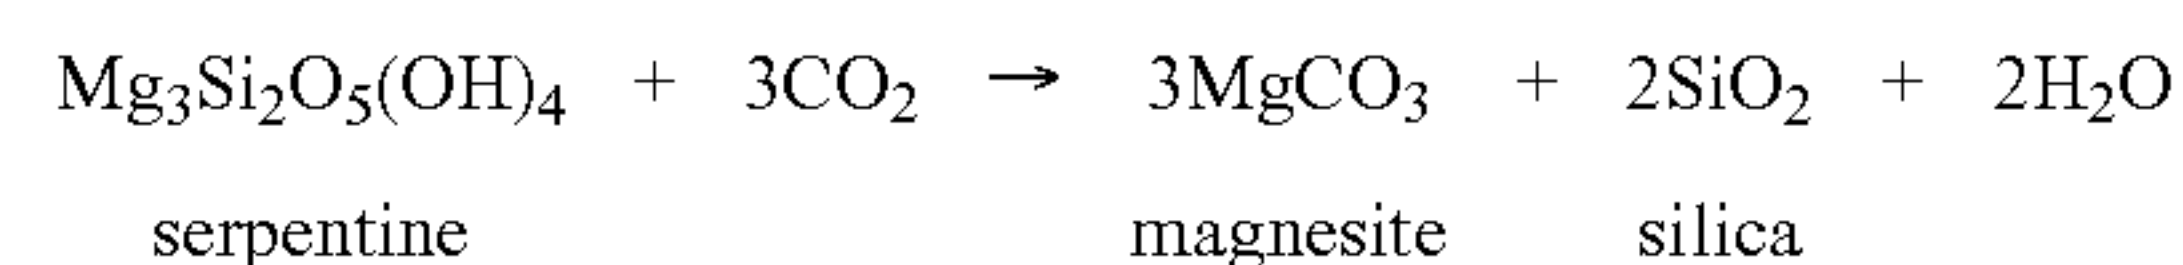 Mg₃Si₂O₅(OH)₄ + 3CO₂ → 3MgCO₃ + 2SiO₂ + 2H₂O
serpentine magnesite silica